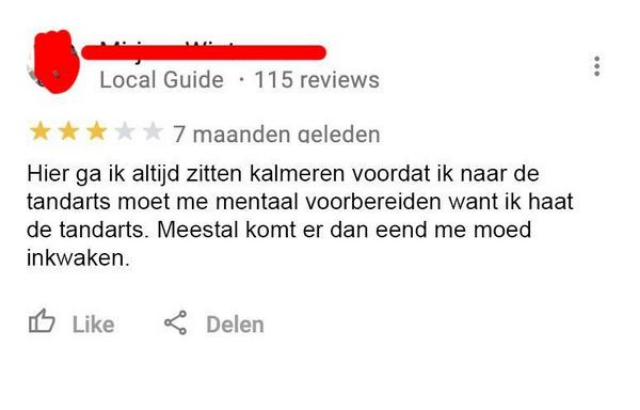 Local Guide · 115 reviews
7 maanden geleden
Hier ga ik altijd zitten kalmeren voordat ik naar de
tandarts moet me mentaal voorbereiden want ik haat
de tandarts. Meestal komt er dan eend me moed
inkwaken.
Like Delen